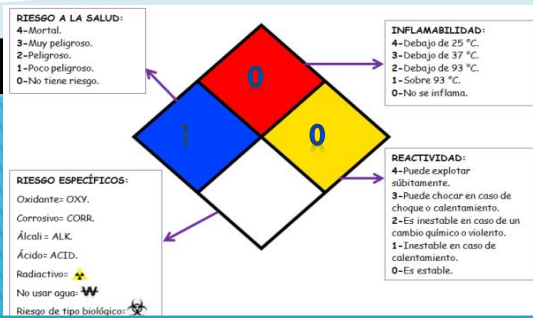 RIESGO A LA SALUD:
4-Mortal.
3-Muy peligroso.
2-Peligroso.
1-Poco peligroso.
0-No tiene riesgo.
INFLAMABILIDAD:
4-Debajo de 25 °C.
3-Debajo de 37 °C.
2-Debajo de 93 °C.
1-Sobre 93 °C.
0-No se inflama.
0
1
0
RIESGO ESPECÍFICOS:
Oxidante= OXY.
Corrosivo= CORR.
Álcali = ALK.
Ácido= ACID.
Radiactivo=
No usar agua= W
Riesgo de tipo biológico=
REACTIVIDAD:
4-Puede explotar
súbitamente.
3-Puede chocar en caso de
choque o calentamiento.
2-Es inestable en caso de un
cambio químico o violento.
1-Inestable en caso de
calentamiento.
0-Es estable.